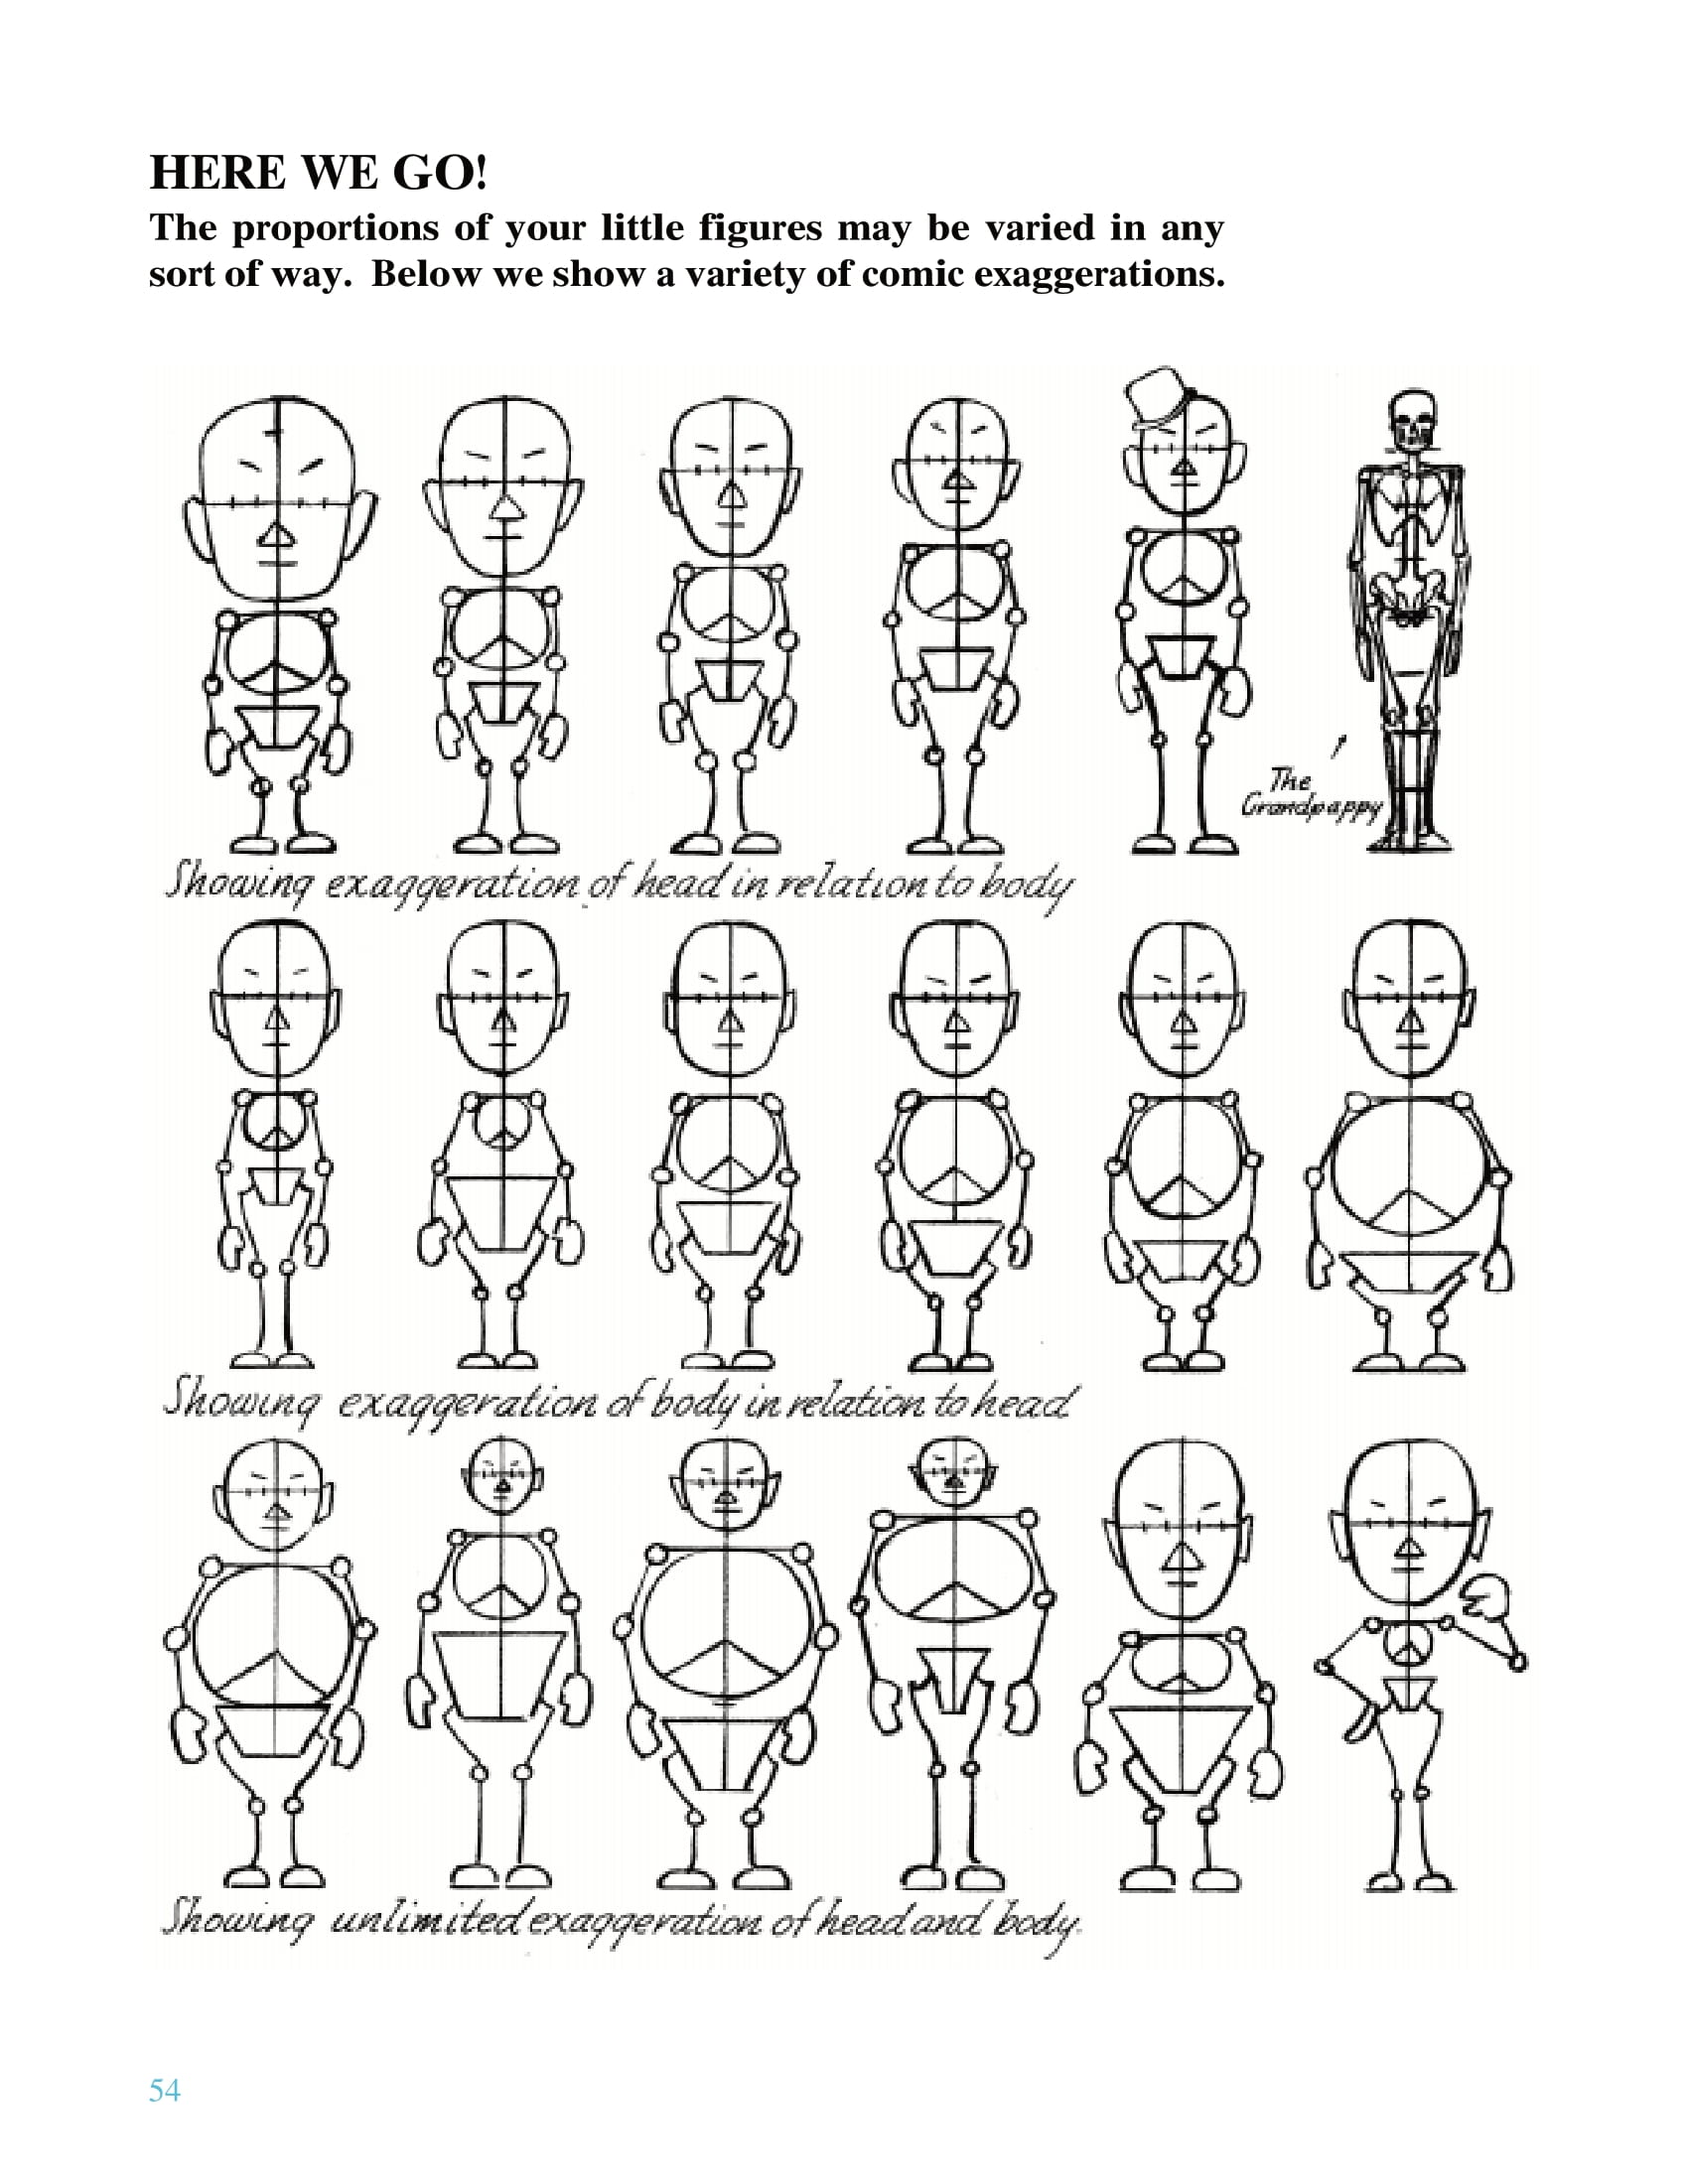 HERE WE GO!
The proportions of your little figures may be varied in any
sort of way. Below we show a variety of comic exaggerations.
The
Grandpappy
Showing exaggeration of head in relation to body
Showing exaggeration of body in relation to head
Showing unlimited exaggeration of head and body.
54